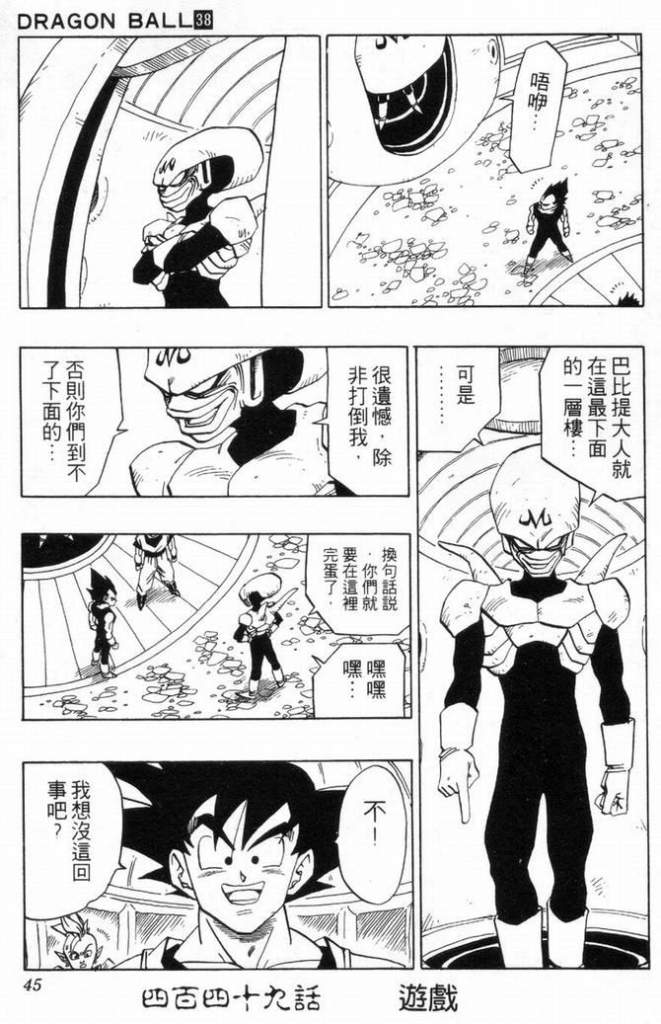 DRAGON BALL 38
唔
咿…
巴比提大人就
在這最下面
的一層樓…
可是
………
很遺憾，除
非打倒我，
否則你們到不
了下面的…
換句話說
，你們就
要在這裡
完蛋了．
嘿嘿
嘿…
不！
我想沒這回
事吧？
45
四百四十九話 遊戲